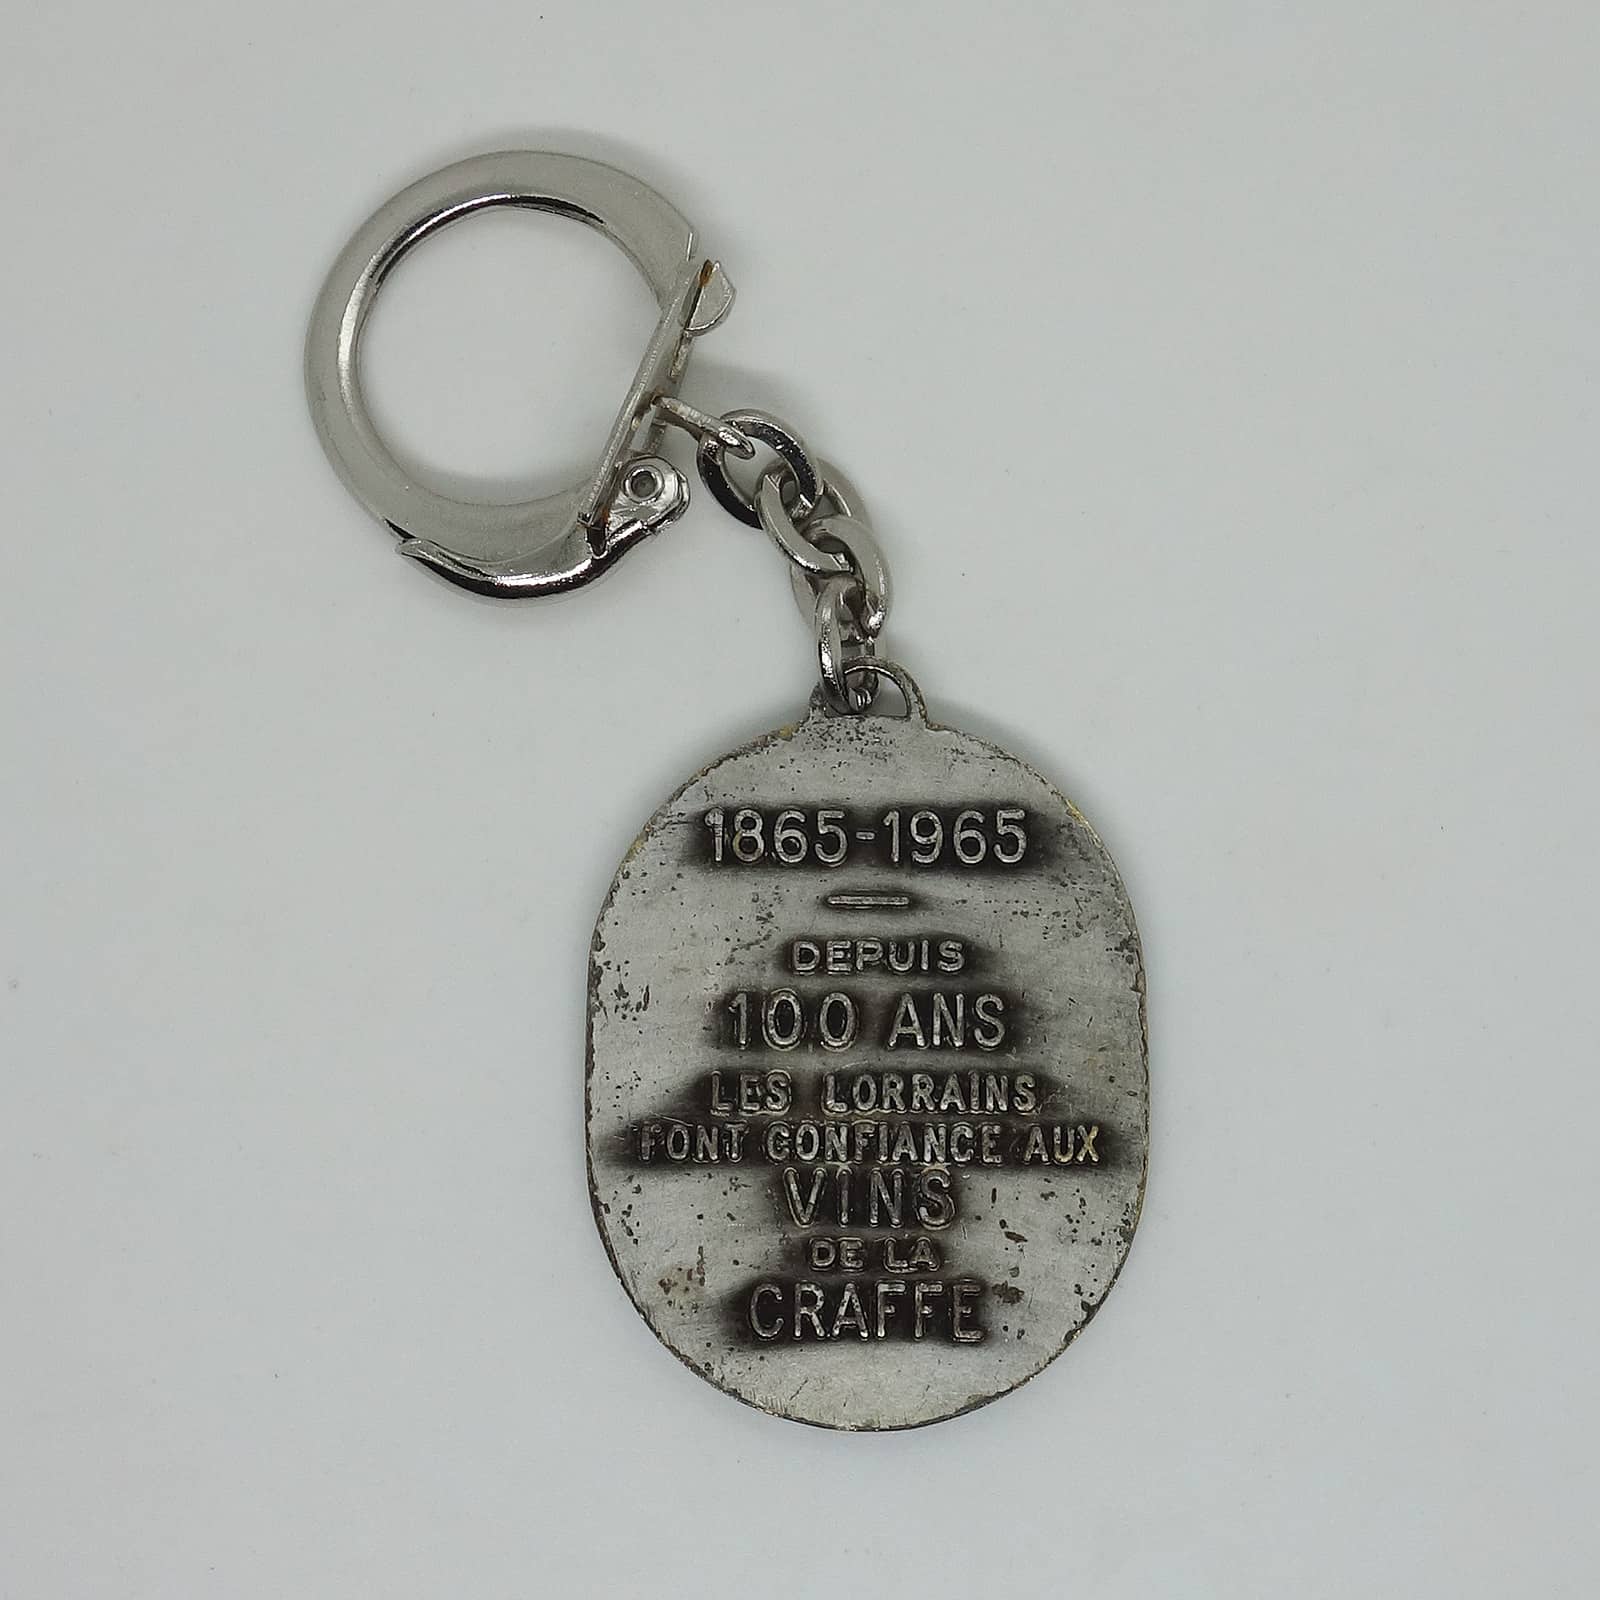 1865-1965
DEPUIS
100 ANS
LES LORRAINS
FONT CONFIANCE AUX
VINS
DE LA
CRAFFE